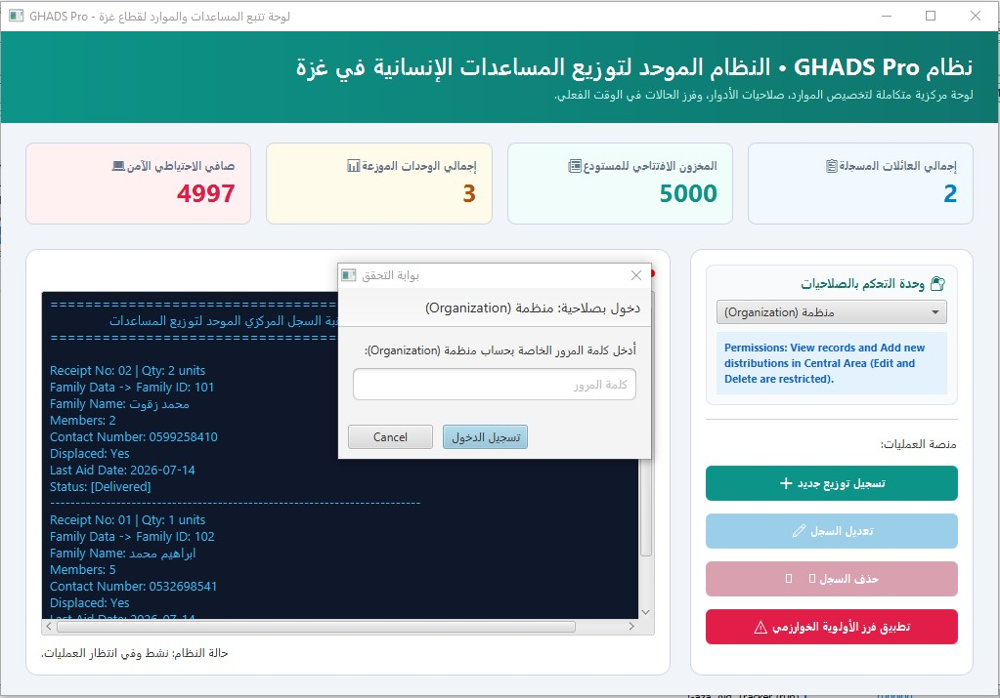 GHADS Pro - لوحة تتبع المساعدات والموارد لقطاع غزة
نظام GHADS Pro • النظام الموحد لتوزيع المساعدات الإنسانية في غزة
لوحة مركزية متكاملة لتخصيص الموارد، صلاحيات الأدوار، وفرز الحالات في الوقت الفعلي.
إجمالي العائلات المسجلة
2
المخزون الافتتاحي للمستودع
5000
إجمالي الوحدات الموزعة
3
صافي الاحتياطي الآمن
4997
وحدة التحكم بالصلاحيات
منظمة (Organization)
Permissions: View records and Add new
distributions in Central Area (Edit and
Delete are restricted).
منصة العمليات:
تسجيل توزيع جديد
تعديل السجل
حذف السجل
تطبيق فرز الأولوية الخوارزمي
بوابة التحقق
دخول بصلاحية: منظمة (Organization)
أدخل كلمة المرور الخاصة بحساب منظمة (Organization):
كلمة المرور
تسجيل الدخول
Cancel
====================================
السجل المركزي الموحد لتوزيع المساعدات
====================================
Receipt No: 02 | Qty: 2 units
Family Data -> Family ID: 101
Family Name: محمد زقوت
Members: 2
Contact Number: 0599258410
Displaced: Yes
Last Aid Date: 2026-07-14
Status: [Delivered]
--------------------------------------------------------------------------
Receipt No: 01 | Qty: 1 units
Family Data -> Family ID: 102
Family Name: ابراهيم محمد
Members: 5
Contact Number: 0532698541
Displaced: Yes
Last Aid Date: 2026-07-14
حالة النظام: نشط وفي انتظار العمليات.